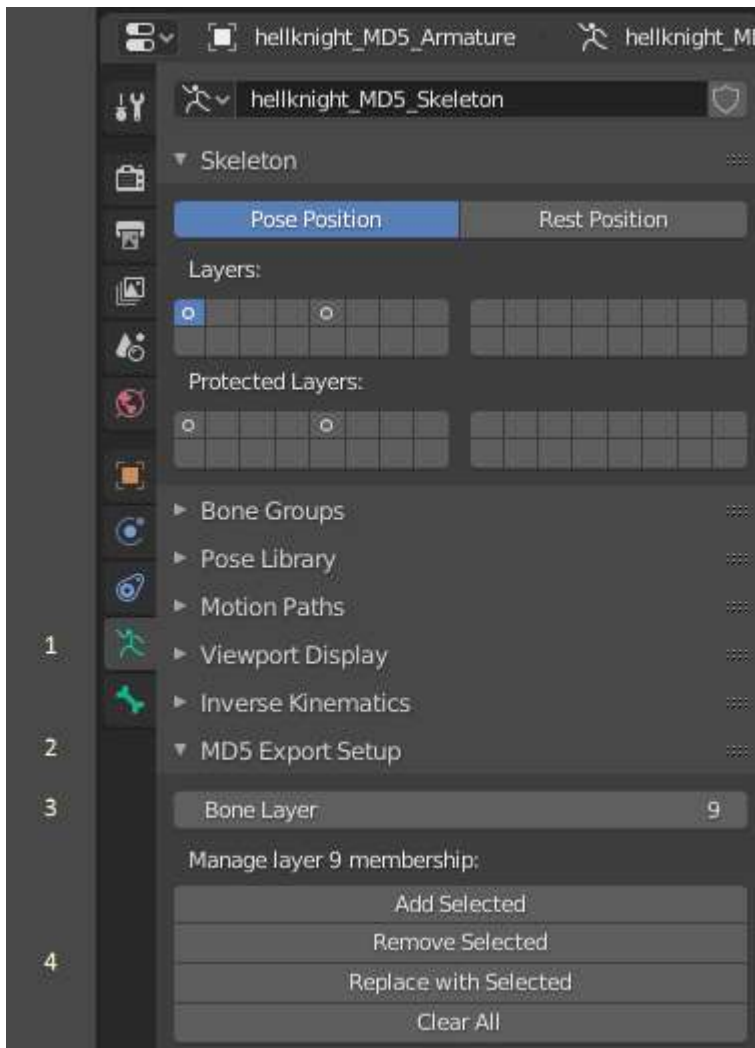 hellknight_MD5_Armature hellknight_M
hellknight_MD5_Skeleton
Skeleton
Pose Position Rest Position
Layers:
Protected Layers:
Bone Groups
Pose Library
Motion Paths
1 Viewport Display
Inverse Kinematics
2 MD5 Export Setup
3 Bone Layer 9
Manage layer 9 membership:
Add Selected
Remove Selected
4
Replace with Selected
Clear All